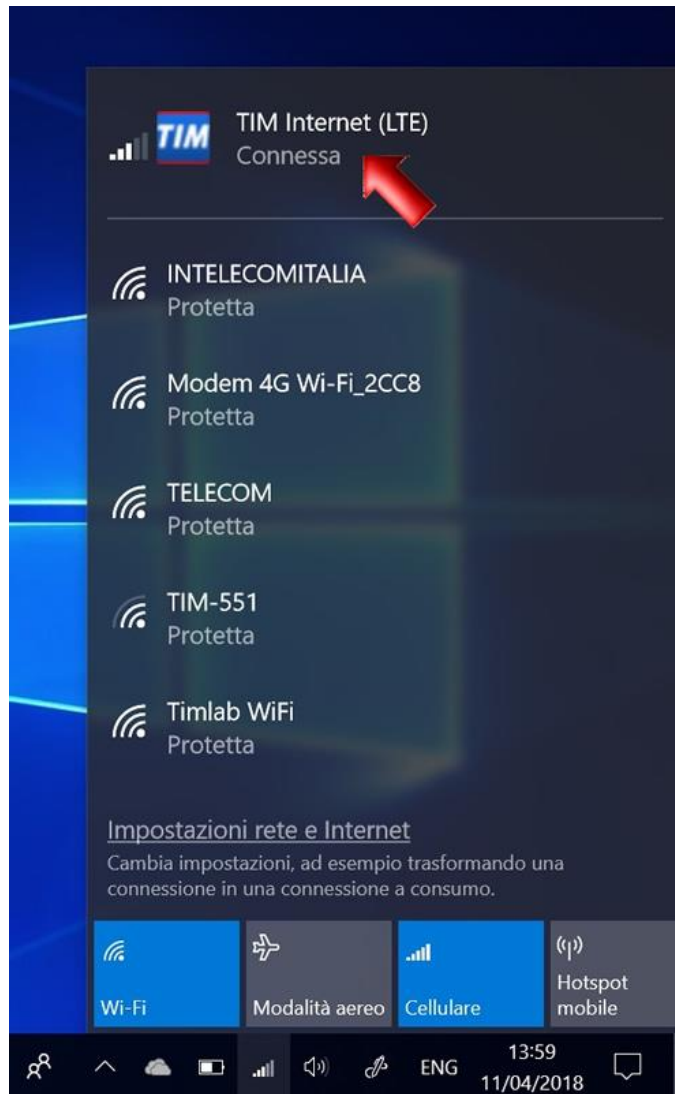 TIM
TIM Internet (LTE)
Connessa
INTELECOMITALIA
Protetta
Modem 4G Wi-Fi_2CC8
Protetta
TELECOM
Protetta
TIM-551
Protetta
Timlab WiFi
Protetta
Impostazioni rete e Internet
Cambia impostazioni, ad esempio trasformando una
connessione in una connessione a consumo.
Wi-Fi
Modalità aereo
Cellulare
Hotspot
mobile
ENG
13:59
11/04/2018